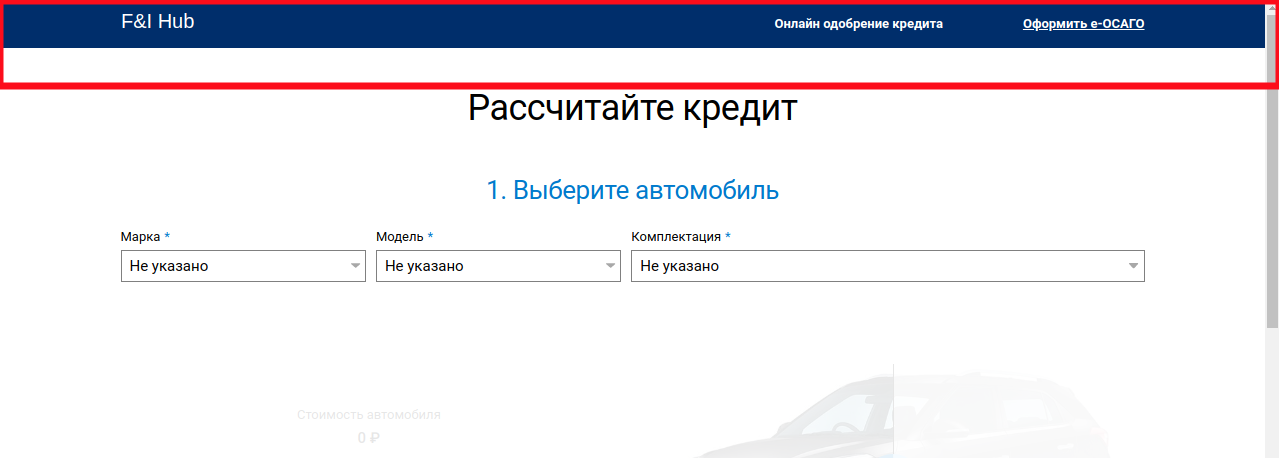 F&I Hub Онлайн одобрение кредита Оформить е-ОСАГО
Рассчитайте кредит
1. Выберите автомобиль
Марка * Модель * Комплектация *
Не указано Не указано Не указано
Стоимость автомобиля
0 ₽